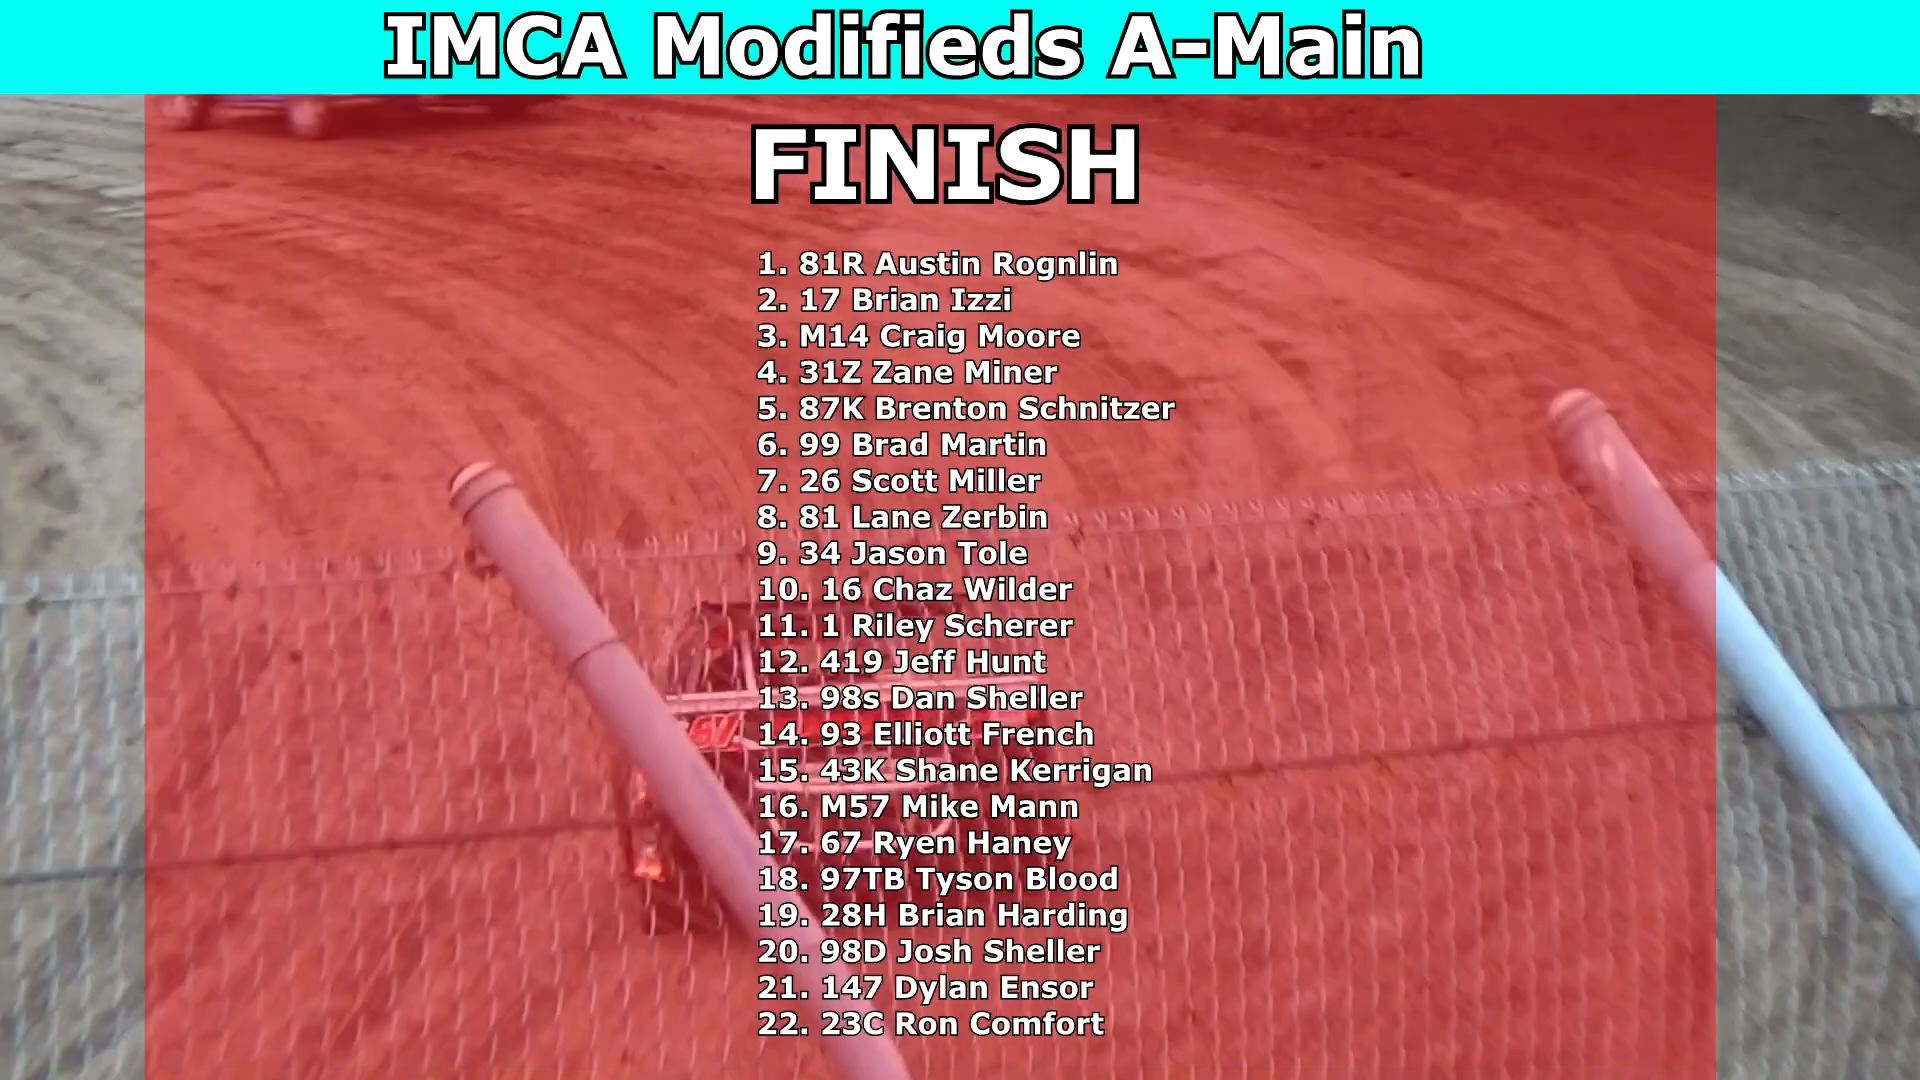 IMCA Modifieds A-Main
FINISH
1. 81R Austin Rognlin
2. 17 Brian Izzi
3. M14 Craig Moore
4. 31Z Zane Miner
5. 87K Brenton Schnitzer
6. 99 Brad Martin
7. 26 Scott Miller
8. 81 Lane Zerbin
9. 34 Jason Tole
10. 16 Chaz Wilder
11. 1 Riley Scherer
12. 419 Jeff Hunt
13. 98s Dan Sheller
14. 93 Elliott French
15. 43K Shane Kerrigan
16. M57 Mike Mann
17. 67 Ryen Haney
18. 97TB Tyson Blood
19. 28H Brian Harding
20. 98D Josh Sheller
21. 147 Dylan Ensor
22. 23C Ron Comfort